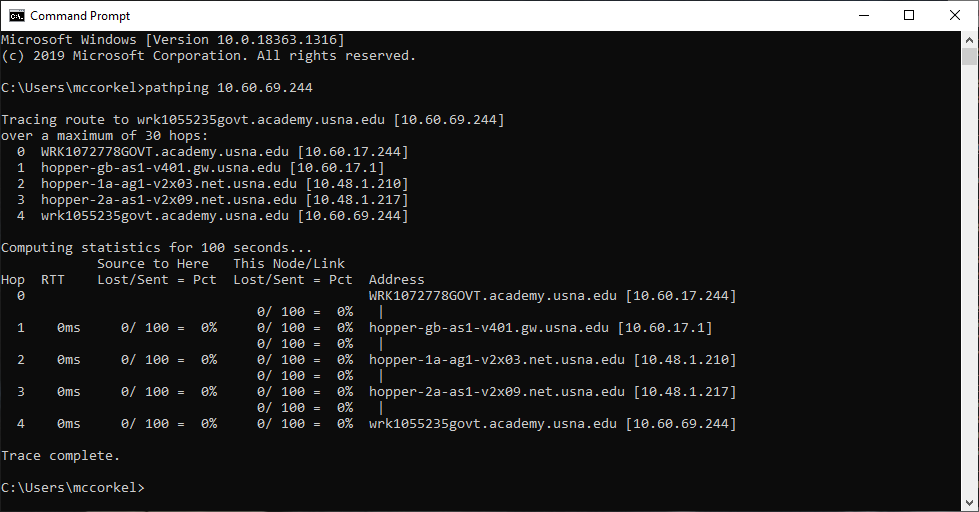 Command Prompt
Microsoft Windows [Version 10.0.18363.1316]
(c) 2019 Microsoft Corporation. All rights reserved.
C:\Users\mccorkel>pathping 10.60.69.244
Tracing route to wrk1055235govt.academy.usna.edu [10.60.69.244]
over a maximum of 30 hops:
  0  WRK1072778GOVT.academy.usna.edu [10.60.17.244]
  1  hopper-gb-as1-v401.gw.usna.edu [10.60.17.1]
  2  hopper-1a-ag1-v2x03.net.usna.edu [10.48.1.210]
  3  hopper-2a-as1-v2x09.net.usna.edu [10.48.1.217]
  4  wrk1055235govt.academy.usna.edu [10.60.69.244]
Computing statistics for 100 seconds...
            Source to Here   This Node/Link
Hop  RTT    Lost/Sent = Pct  Lost/Sent = Pct  Address
  0                                           WRK1072778GOVT.academy.usna.edu [10.60.17.244]
                                0/ 100 =  0%   |
  1    0ms     0/ 100 =  0%     0/ 100 =  0%  hopper-gb-as1-v401.gw.usna.edu [10.60.17.1]
                                0/ 100 =  0%   |
  2    0ms     0/ 100 =  0%     0/ 100 =  0%  hopper-1a-ag1-v2x03.net.usna.edu [10.48.1.210]
                                0/ 100 =  0%   |
  3    0ms     0/ 100 =  0%     0/ 100 =  0%  hopper-2a-as1-v2x09.net.usna.edu [10.48.1.217]
                                0/ 100 =  0%   |
  4    0ms     0/ 100 =  0%     0/ 100 =  0%  wrk1055235govt.academy.usna.edu [10.60.69.244]
Trace complete.
C:\Users\mccorkel>